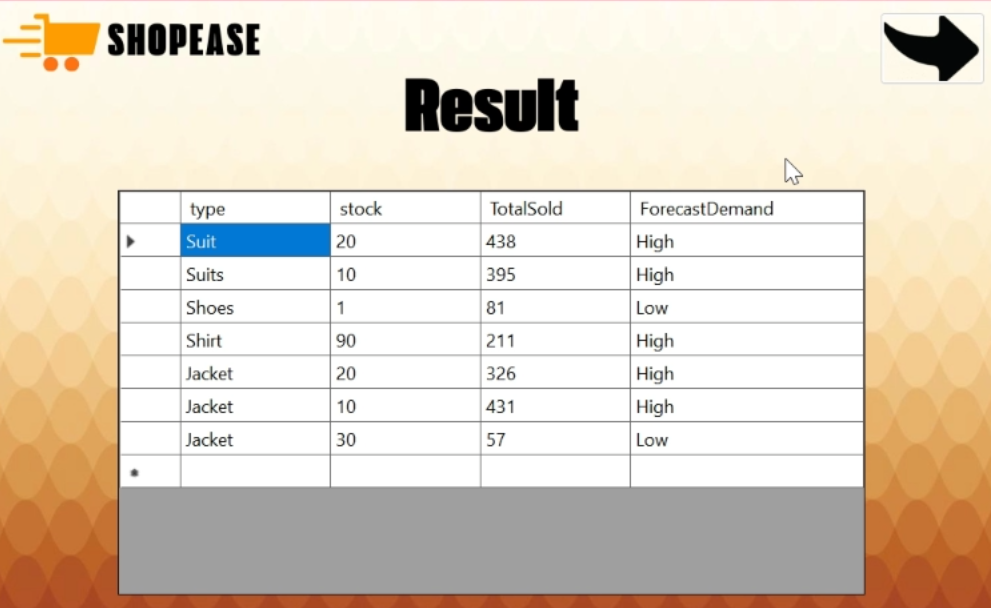 SHOPEASE
Result
type stock TotalSold ForecastDemand
Suit 20 438 High
Suits 10 395 High
Shoes 1 81 Low
Shirt 90 211 High
Jacket 20 326 High
Jacket 10 431 High
Jacket 30 57 Low